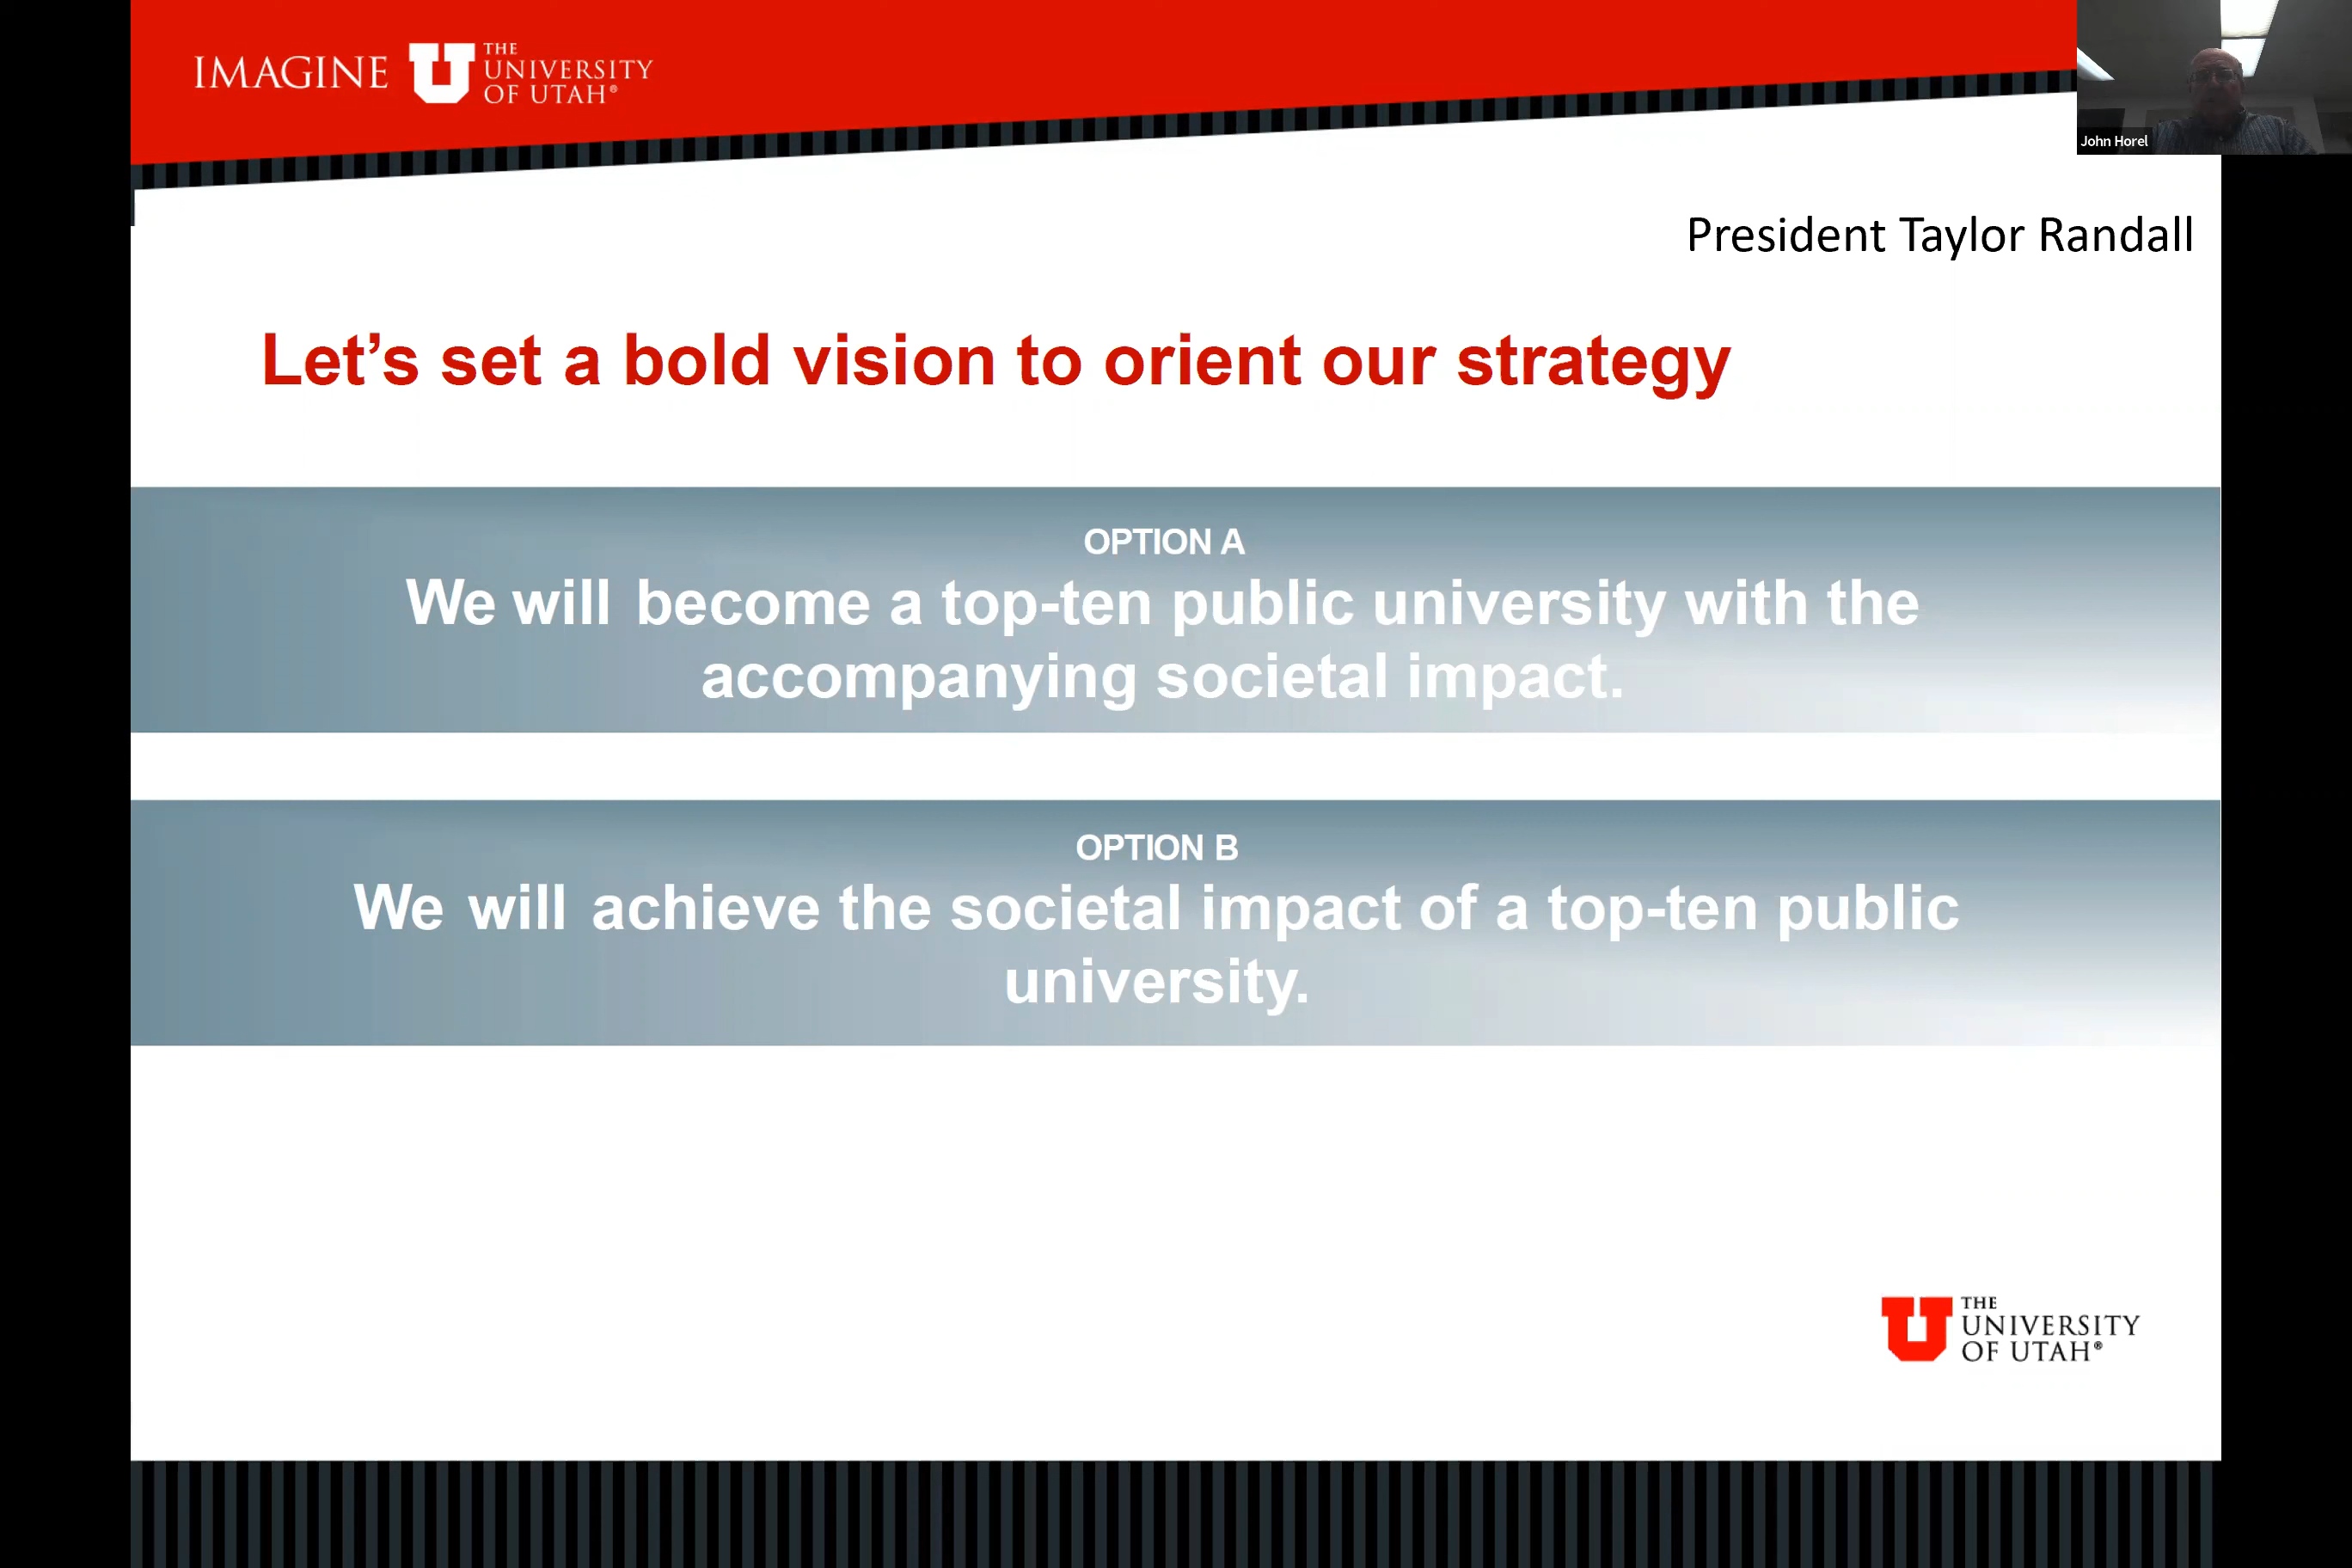 IMAGINE
THE
UNIVERSITY
OF UTAH®
John Horel
President Taylor Randall
Let’s set a bold vision to orient our strategy
OPTION A
We will become a top-ten public university with the
accompanying societal impact.
OPTION B
We will achieve the societal impact of a top-ten public
university.
THE
UNIVERSITY
OF UTAH®